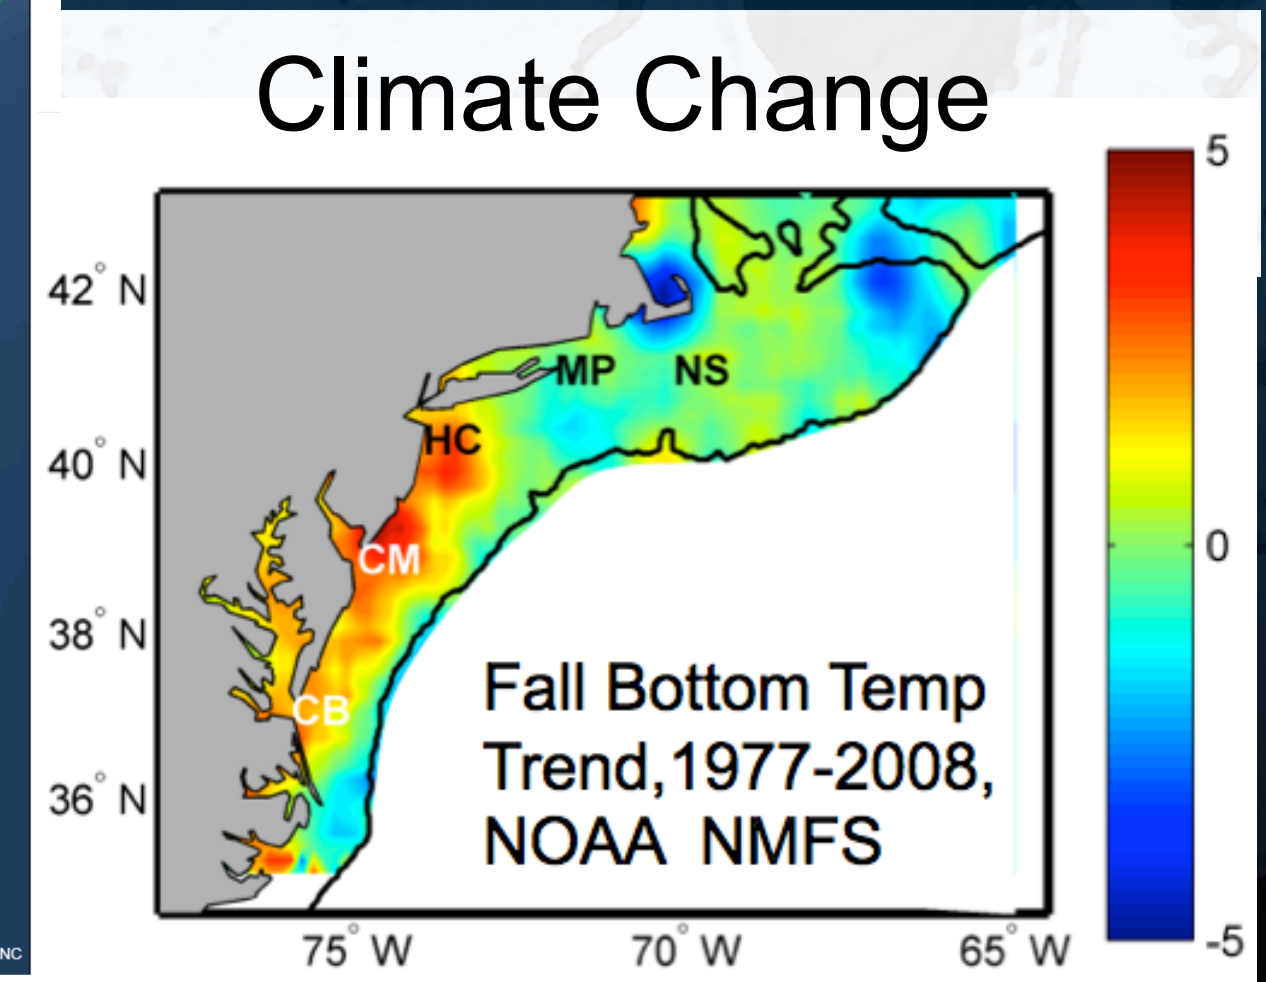 Climate Change
5
42° N
MP NS
HC
40° N
0
CM
38° N
CB
Fall Bottom Temp
Trend,1977-2008,
NOAA NMFS
36° N
-5
75° W 70° W 65° W
NC